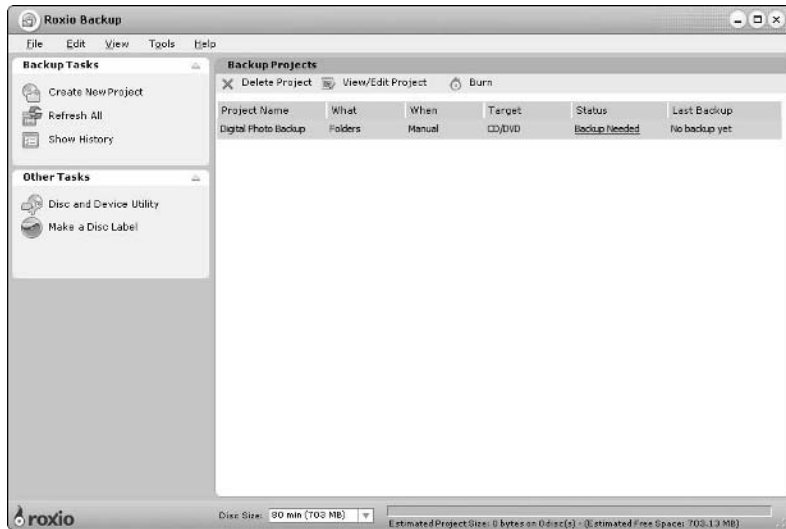 Roxio Backup
File Edit View Tools Help
Backup Tasks
Create New Project
Refresh All
Show History
Other Tasks
Disc and Device Utility
Make a Disc Label
Backup Projects
Delete Project View/Edit Project Burn
Project Name What When Target Status Last Backup
Digital Photo Backup Folders Manual CD/DVD Backup Needed No backup yet
roxio
Disc Size: 80 min (703 MB)
Estimated Project Size: 0 bytes on 0 disc(s) - (Estimated Free Space: 703.13 MB)